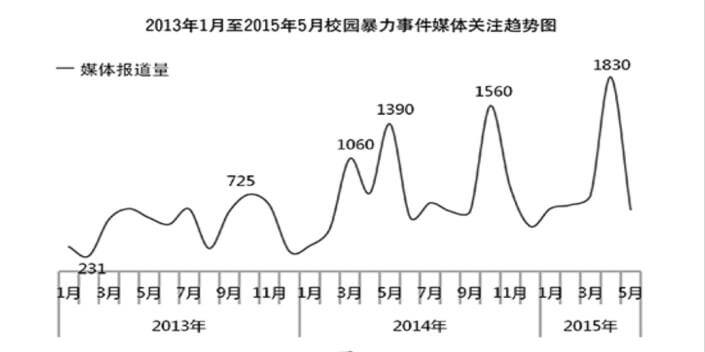 2013年1月至2015年5月校园暴力事件媒体关注趋势图
媒体报道量
1830
1560
1390
1060
725
231
1月 3月 5月 7月 9月 11月 1月 3月 5月 7月 9月 11月 1月 3月 5月
2013年 2014年 2015年